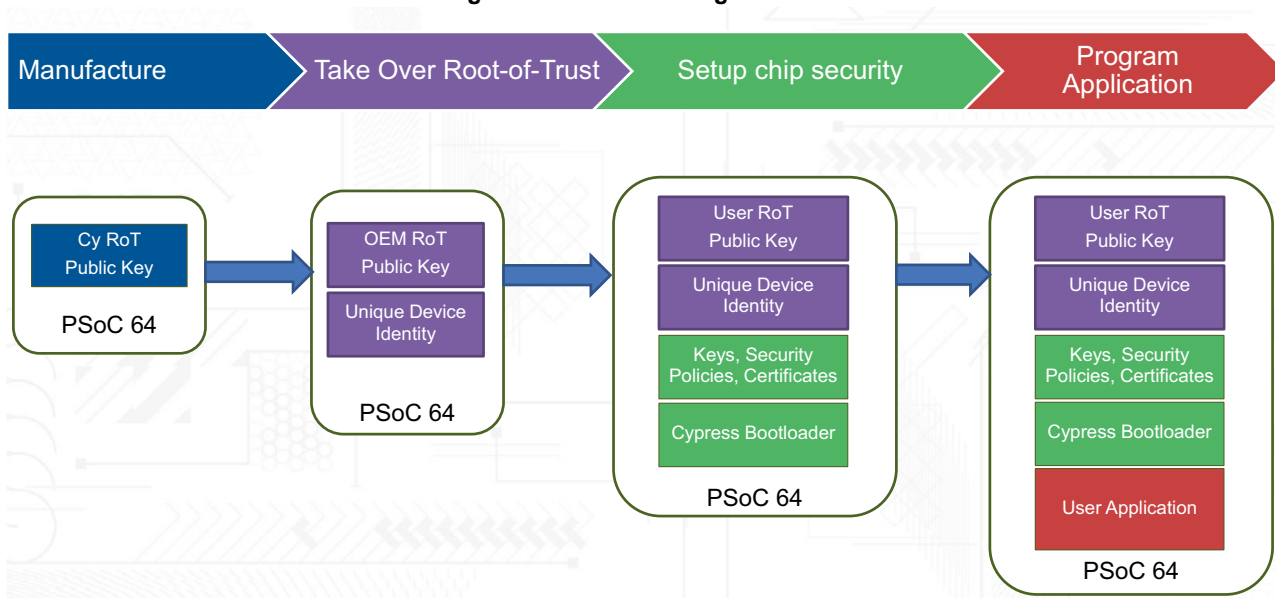 Manufacture
Take Over Root-of-Trust
Setup chip security
Program
Application
Cy RoT
Public Key
PSoC 64
OEM RoT
Public Key
Unique Device
Identity
PSoC 64
User RoT
Public Key
Unique Device
Identity
Keys, Security
Policies, Certificates
Cypress Bootloader
PSoC 64
User RoT
Public Key
Unique Device
Identity
Keys, Security
Policies, Certificates
Cypress Bootloader
User Application
PSoC 64